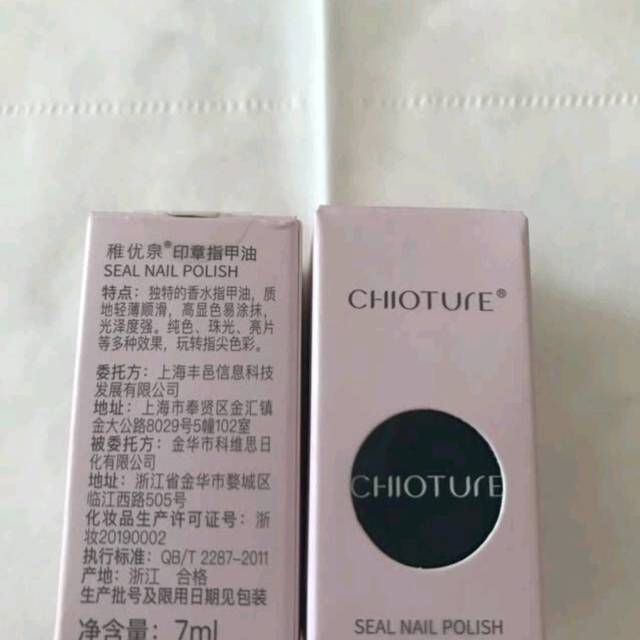 稚优泉®印章指甲油
SEAL NAIL POLISH
特点：独特的香水指甲油，质
地轻薄顺滑，高显色易涂抹，
光泽度强。纯色、珠光、亮片
等多种效果，玩转指尖色彩。
委托方：上海丰邑信息科技
发展有限公司
地址：上海市奉贤区金汇镇
金大公路8029号5幢102室
被委托方：金华市科维思日
化有限公司
地址：浙江省金华市婺城区
临江西路505号
化妆品生产许可证号：浙
妆20190002
执行标准：QB/T 2287-2011
产地：浙江 合格
生产批号及限用日期见包装
净含量：7ml
CHIOTURE®
CHIOTURE
SEAL NAIL POLISH